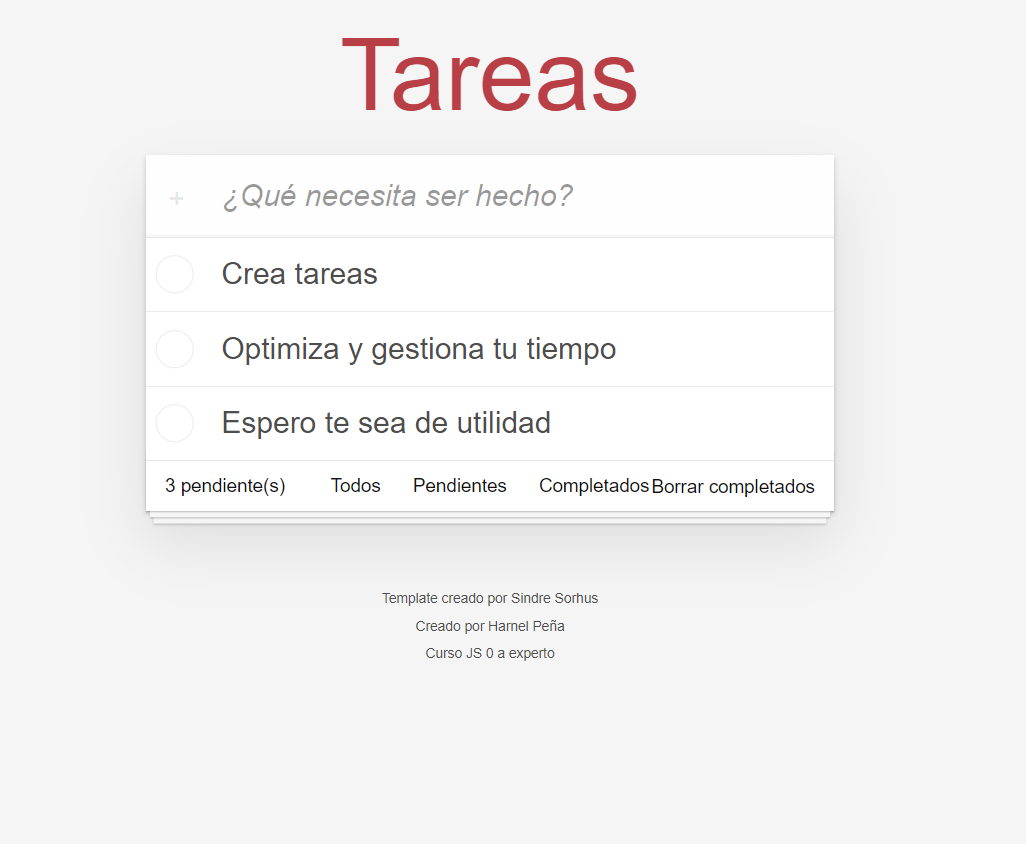 Tareas
+ ¿Qué necesita ser hecho?
Crea tareas
Optimiza y gestiona tu tiempo
Espero te sea de utilidad
3 pendiente(s) Todos Pendientes Completados Borrar completados
Template creado por Sindre Sorhus
Creado por Harnel Peña
Curso JS 0 a experto